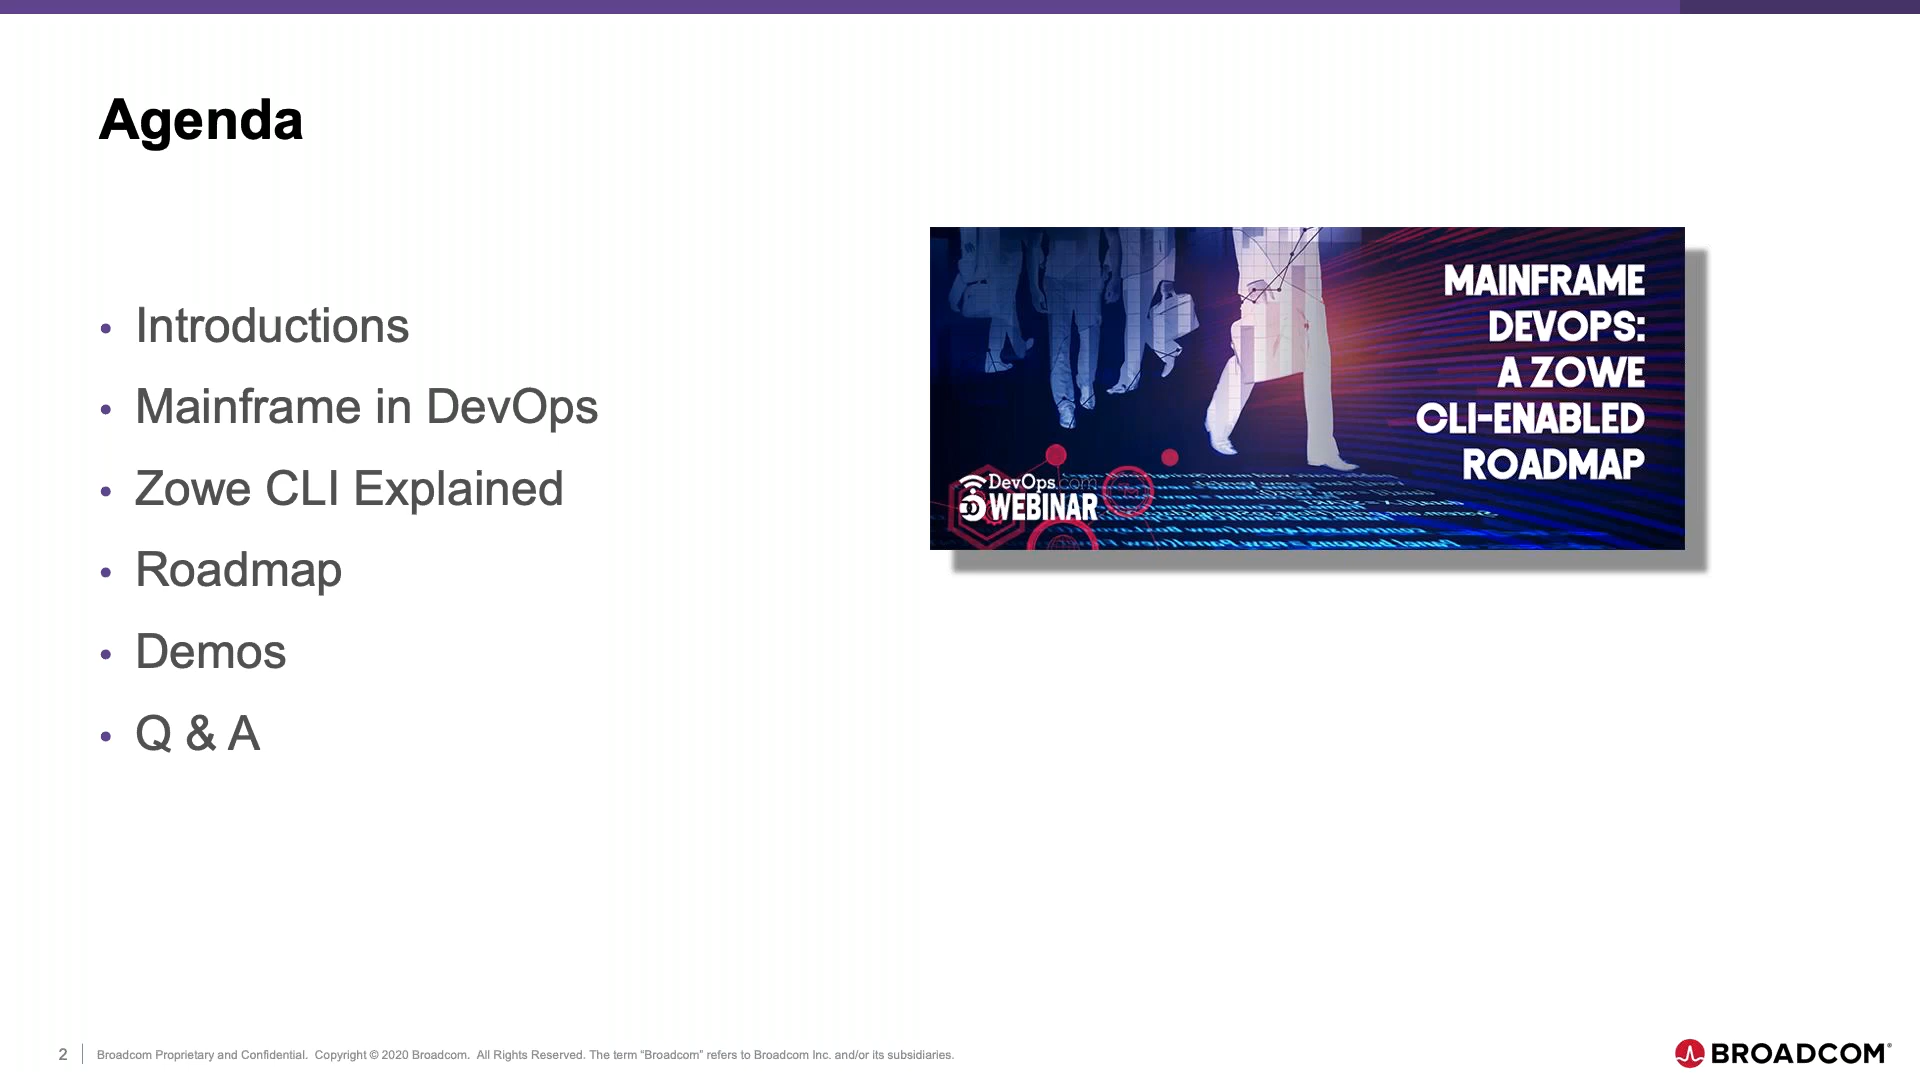 Agenda
• Introductions
• Mainframe in DevOps
• Zowe CLI Explained
• Roadmap
• Demos
• Q & A
MAINFRAME
DEVOPS:
A ZOWE
CLI-ENABLED
ROADMAP
DevOps.com
WEBINAR
2
Broadcom Proprietary and Confidential. Copyright © 2020 Broadcom. All Rights Reserved. The term “Broadcom” refers to Broadcom Inc. and/or its subsidiaries.
BROADCOM®